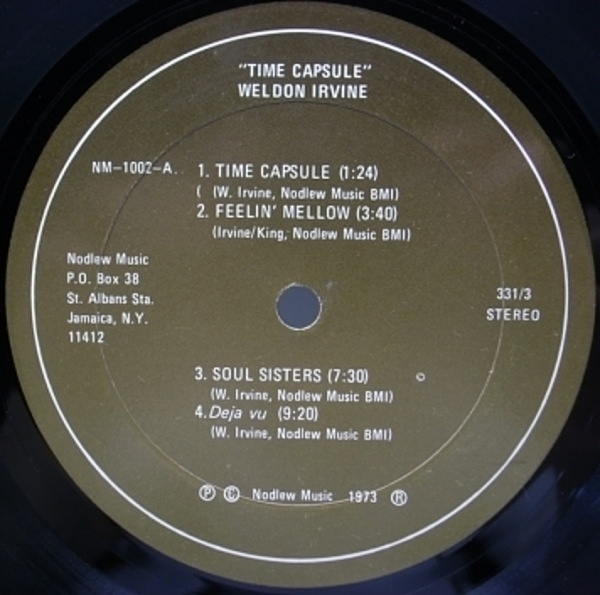 "TIME CAPSULE"
WELDON IRVINE
NM-1002-A
1. TIME CAPSULE (1:24)
( (W. Irvine, Nodlew Music BMI)
2. FEELIN' MELLOW (3:40)
(Irvine/King, Nodlew Music BMI)
Nodlew Music
P.O. Box 38
St. Albans Sta.
Jamaica, N.Y.
11412
331/3
STEREO
3. SOUL SISTERS (7:30)
(W. Irvine, Nodlew Music BMI)
4. Deja vu (9:20)
(W. Irvine, Nodlew Music BMI)
Ⓟ Ⓒ Nodlew Music 1973 Ⓡ